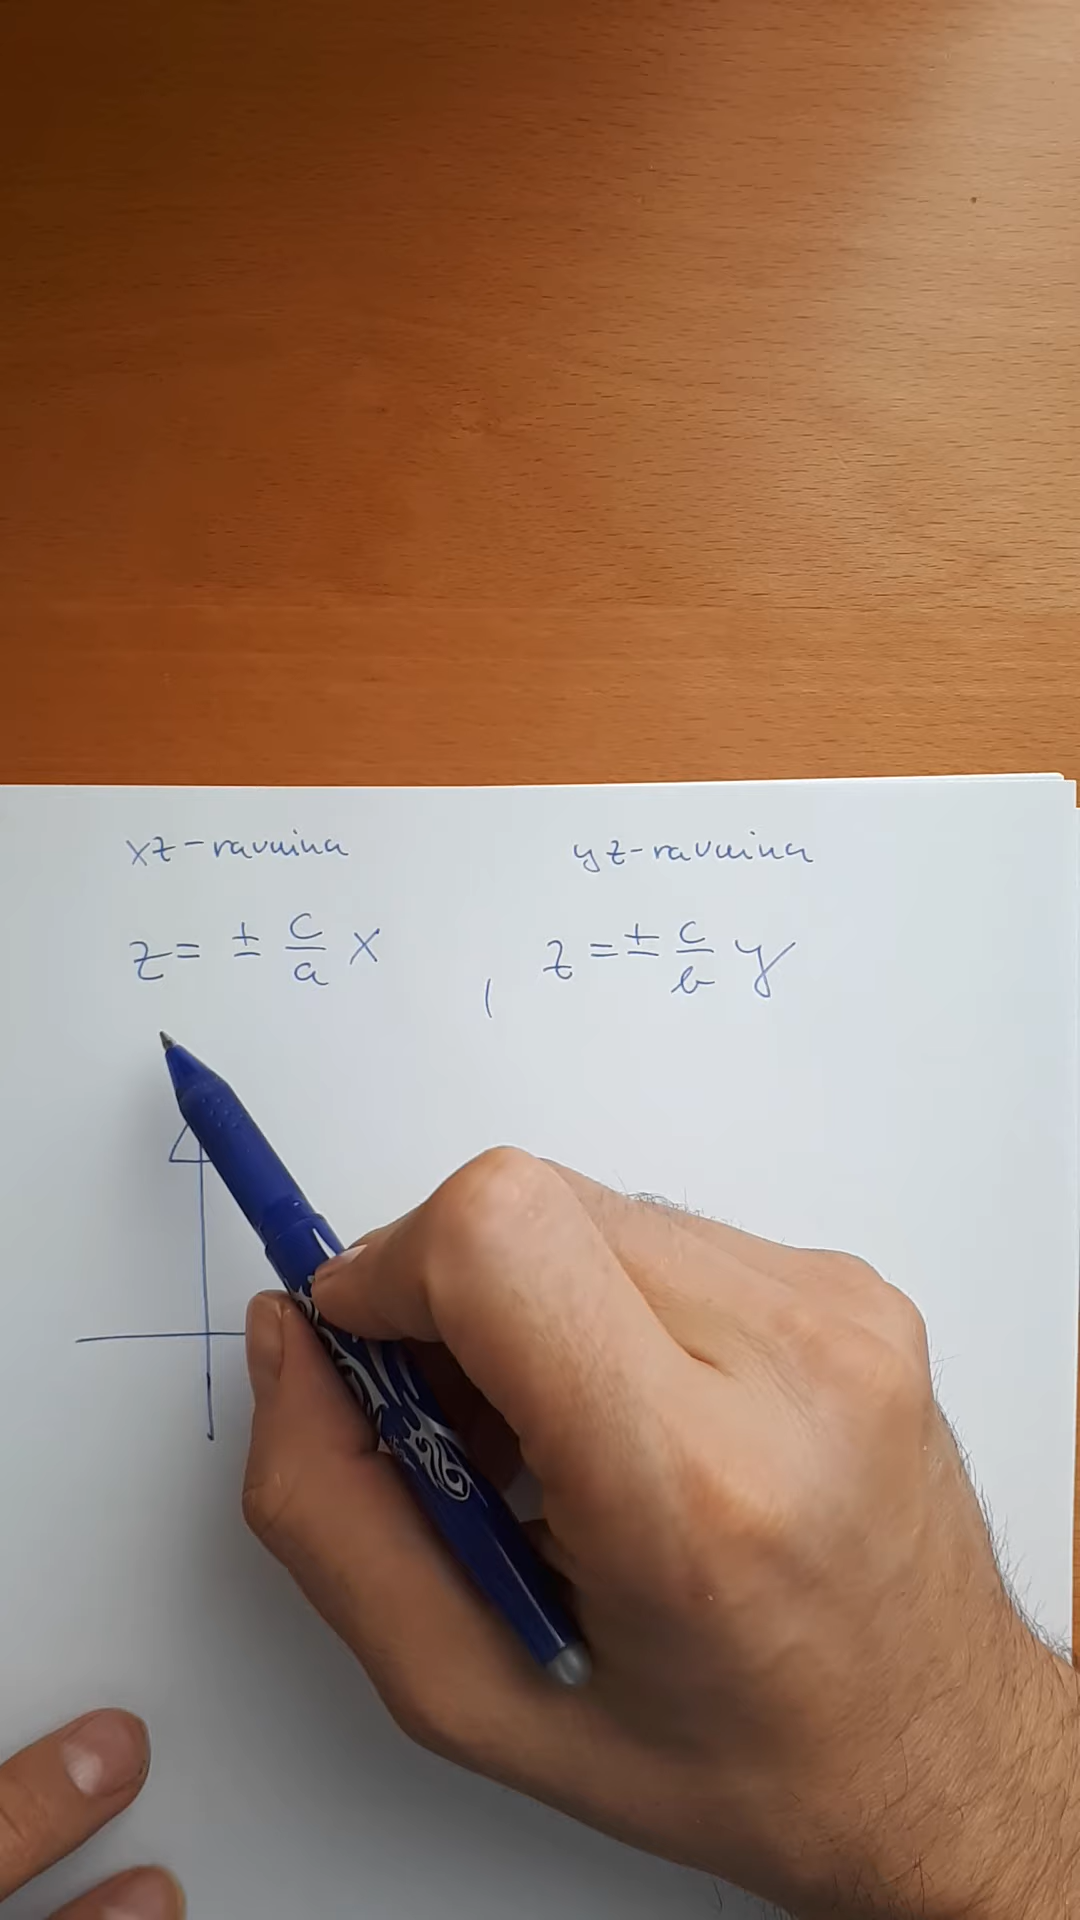 xz-ravnina
yz-ravnina
z = ± c/a x , z = ± c/b y